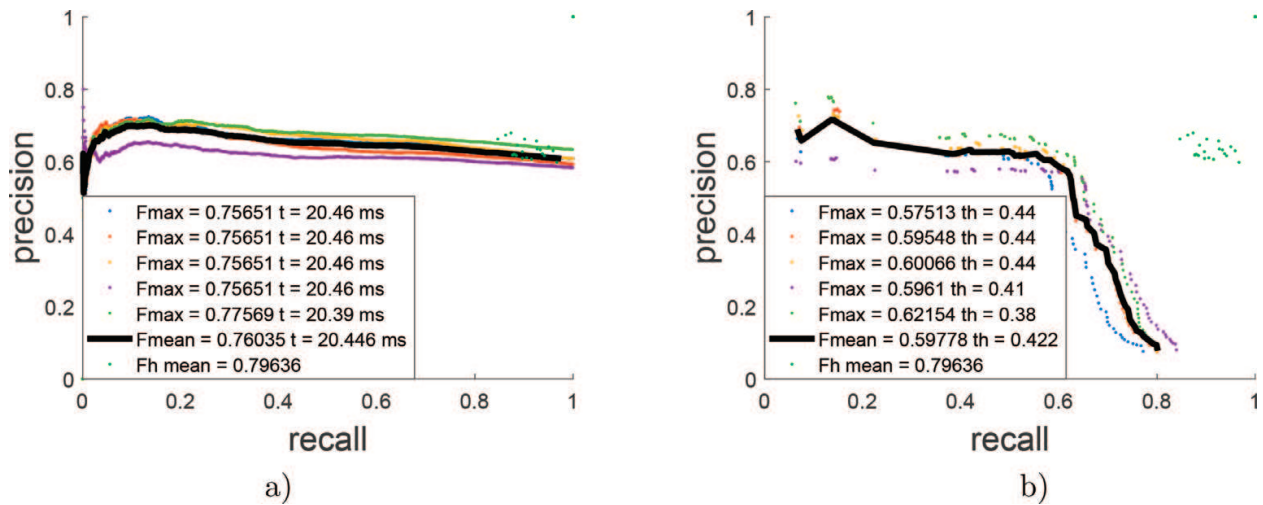 1
0.8
0.6
0.4
0.2
0
precision
Fmax = 0.75651 t = 20.46 ms
Fmax = 0.75651 t = 20.46 ms
Fmax = 0.75651 t = 20.46 ms
Fmax = 0.75651 t = 20.46 ms
Fmax = 0.77569 t = 20.39 ms
Fmean = 0.76035 t = 20.446 ms
Fh mean = 0.79636
0 0.2 0.4 0.6 0.8 1
recall
a)
1
0.8
0.6
0.4
0.2
0
precision
Fmax = 0.57513 th = 0.44
Fmax = 0.59548 th = 0.44
Fmax = 0.60066 th = 0.44
Fmax = 0.5961 th = 0.41
Fmax = 0.62154 th = 0.38
Fmean = 0.59778 th = 0.422
Fh mean = 0.79636
0 0.2 0.4 0.6 0.8 1
recall
b)